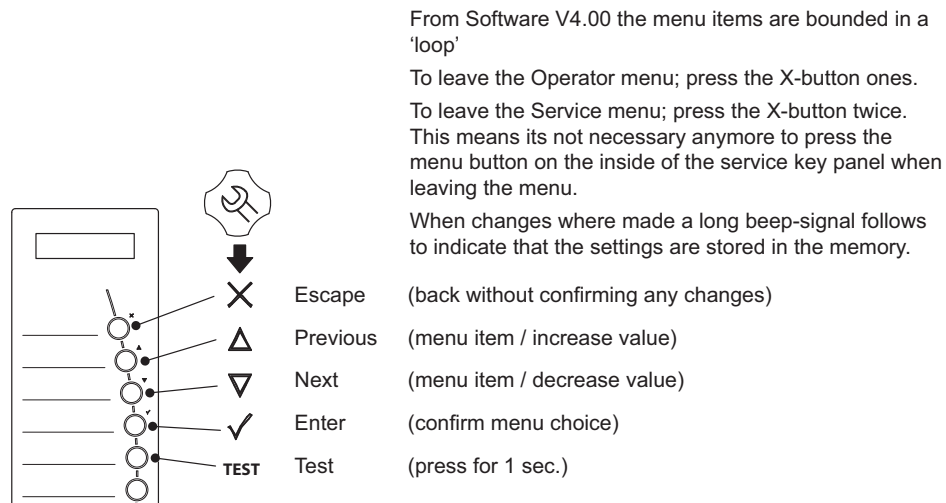 From Software V4.00 the menu items are bounded in a
‘loop’
To leave the Operator menu; press the X-button ones.
To leave the Service menu; press the X-button twice.
This means its not necessary anymore to press the
menu button on the inside of the service key panel when
leaving the menu.
When changes where made a long beep-signal follows
to indicate that the settings are stored in the memory.
Escape (back without confirming any changes)
Previous (menu item / increase value)
Next (menu item / decrease value)
Enter (confirm menu choice)
TEST Test (press for 1 sec.)